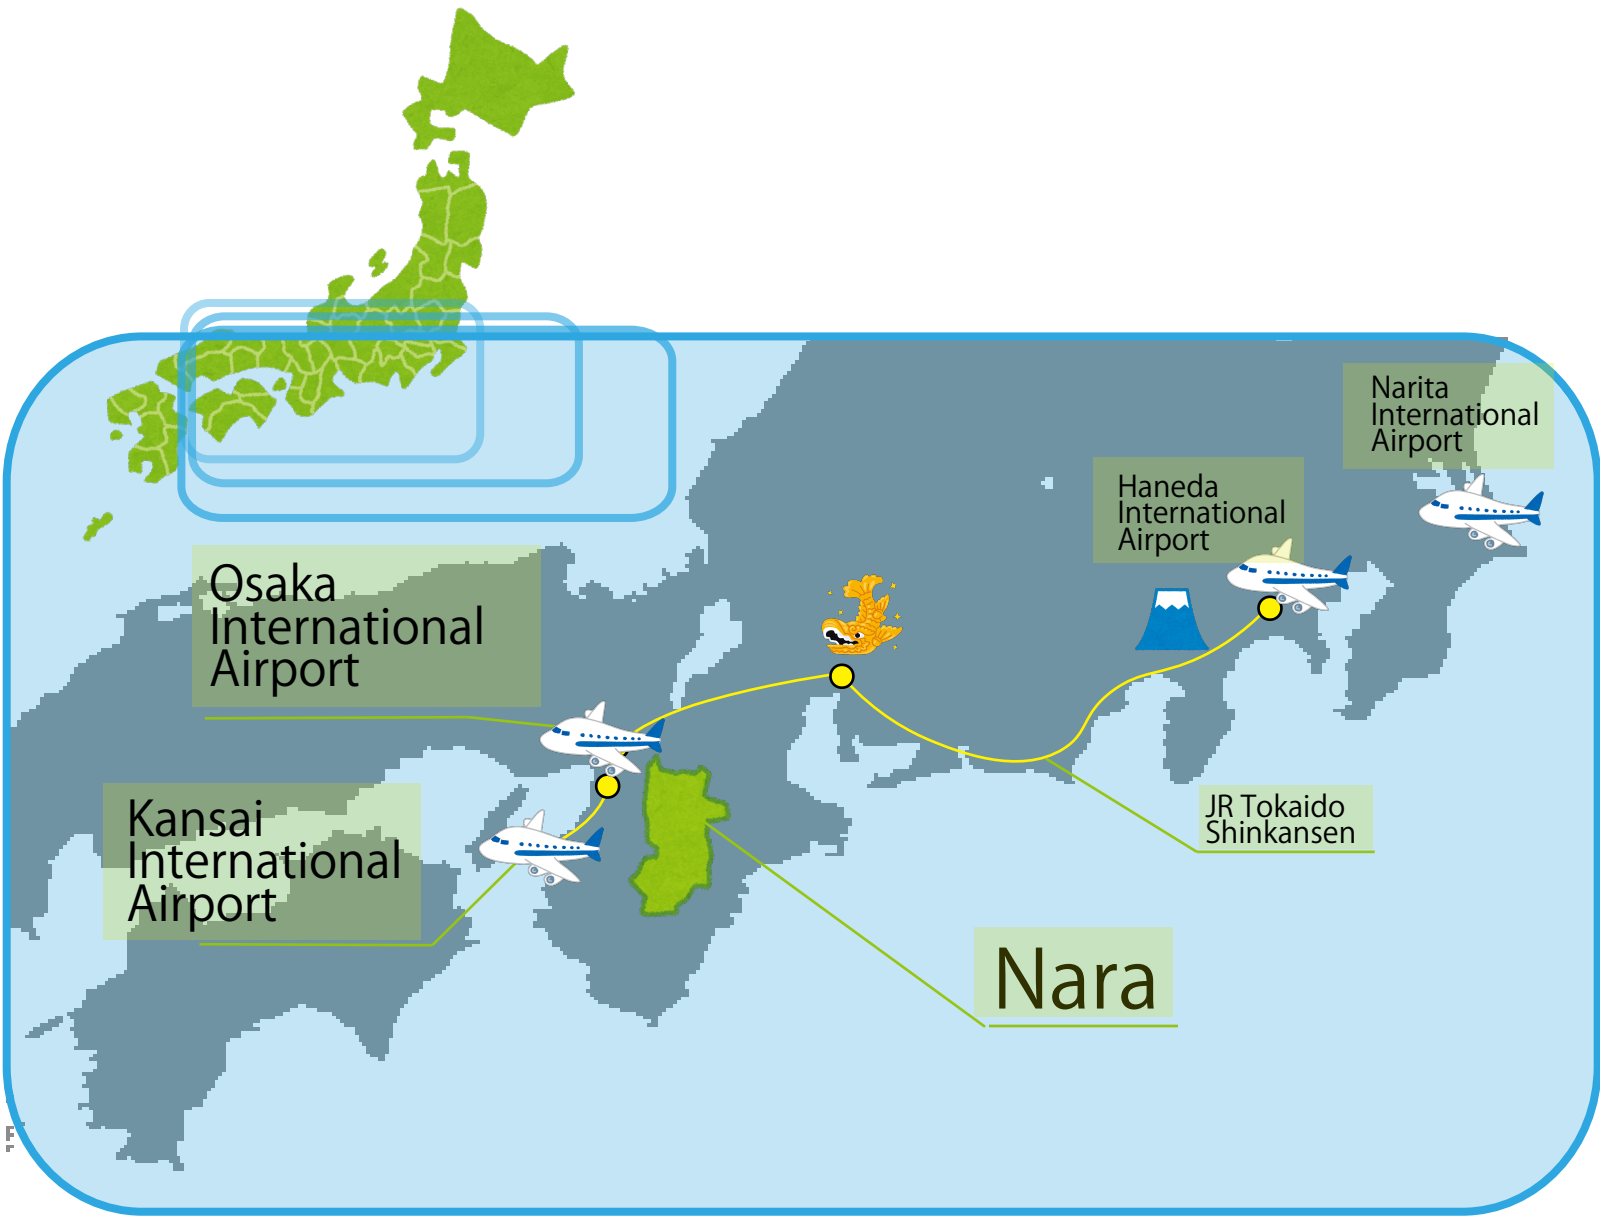 Narita
International
Airport
Haneda
International
Airport
Osaka
International
Airport
Kansai
International
Airport
JR Tokaido
Shinkansen
Nara